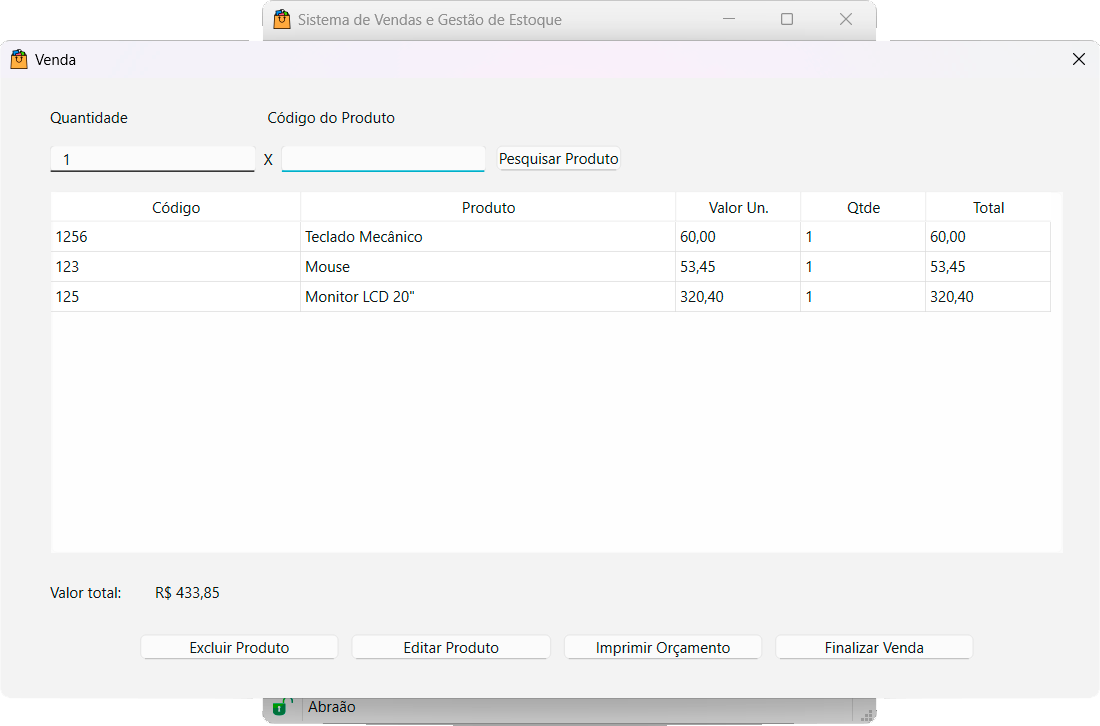 Sistema de Vendas e Gestão de Estoque
Venda
Quantidade Código do Produto
1 X Pesquisar Produto
Código Produto Valor Un. Qtde Total
1256 Teclado Mecânico 60,00 1 60,00
123 Mouse 53,45 1 53,45
125 Monitor LCD 20" 320,40 1 320,40
Valor total: R$ 433,85
Excluir Produto Editar Produto Imprimir Orçamento Finalizar Venda
Abraão